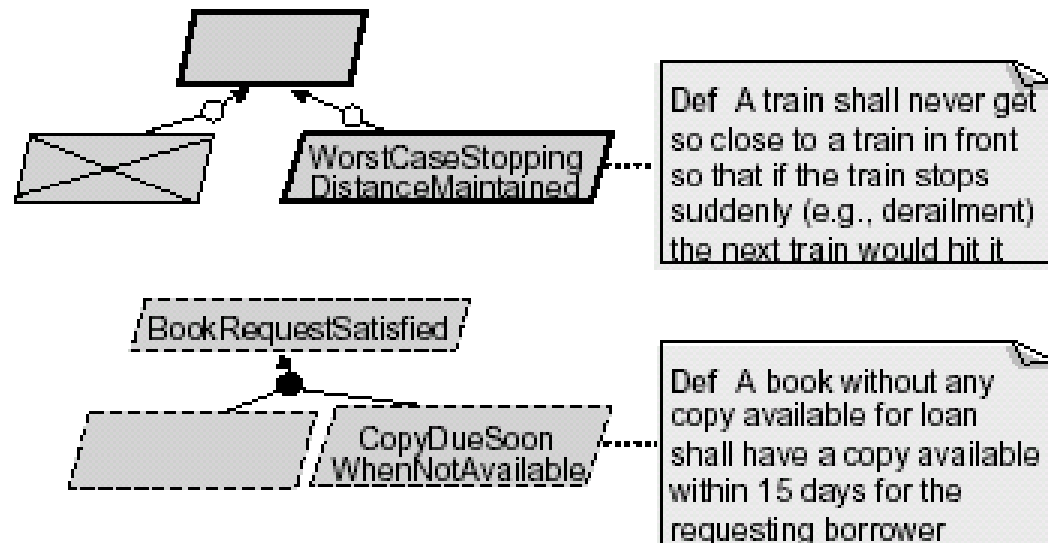 WorstCaseStopping
DistanceMaintained
Def A train shall never get
so close to a train in front
so that if the train stops
suddenly (e.g., derailment)
the next train would hit it
BookRequestSatisfied
CopyDueSoon
WhenNotAvailable
Def A book without any
copy available for loan
shall have a copy available
within 15 days for the
requesting borrower